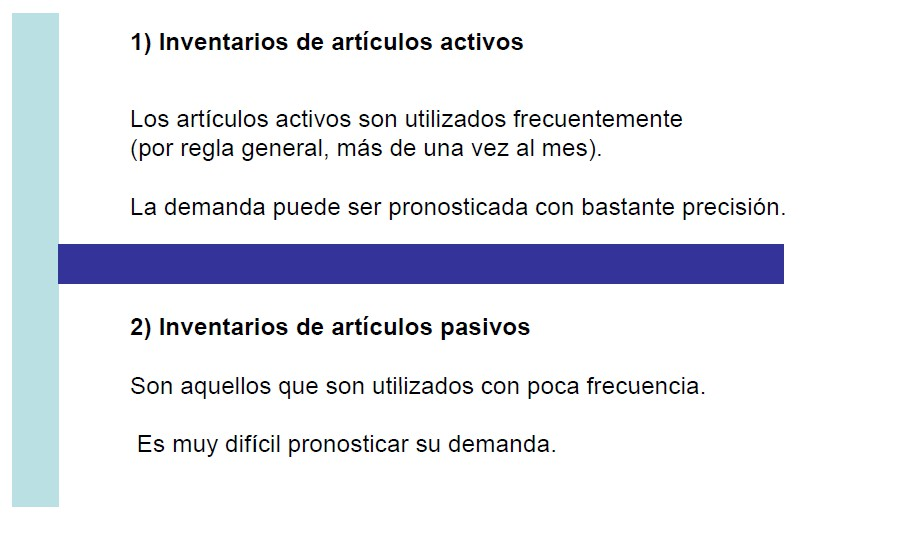 1) Inventarios de artículos activos
Los artículos activos son utilizados frecuentemente
(por regla general, más de una vez al mes).
La demanda puede ser pronosticada con bastante precisión.
2) Inventarios de artículos pasivos
Son aquellos que son utilizados con poca frecuencia.
Es muy difícil pronosticar su demanda.